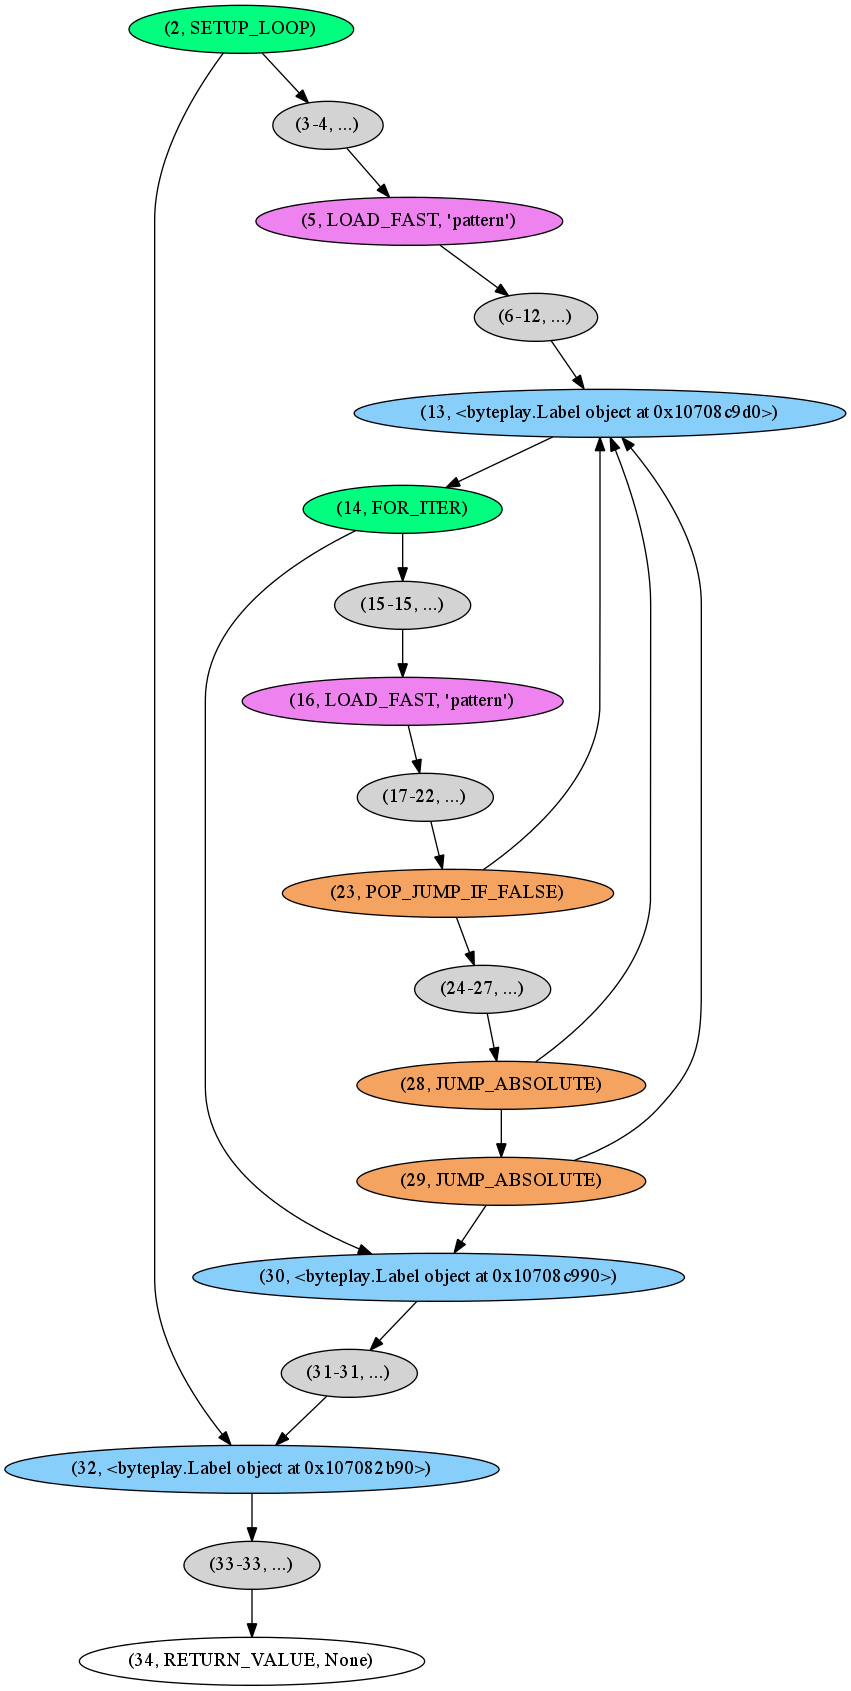 (2, SETUP_LOOP)
(3-4, ...)
(5, LOAD_FAST, 'pattern')
(6-12, ...)
(13, <byteplay.Label object at 0x10708c9d0>)
(14, FOR_ITER)
(15-15, ...)
(16, LOAD_FAST, 'pattern')
(17-22, ...)
(23, POP_JUMP_IF_FALSE)
(24-27, ...)
(28, JUMP_ABSOLUTE)
(29, JUMP_ABSOLUTE)
(30, <byteplay.Label object at 0x10708c990>)
(31-31, ...)
(32, <byteplay.Label object at 0x107082b90>)
(33-33, ...)
(34, RETURN_VALUE, None)